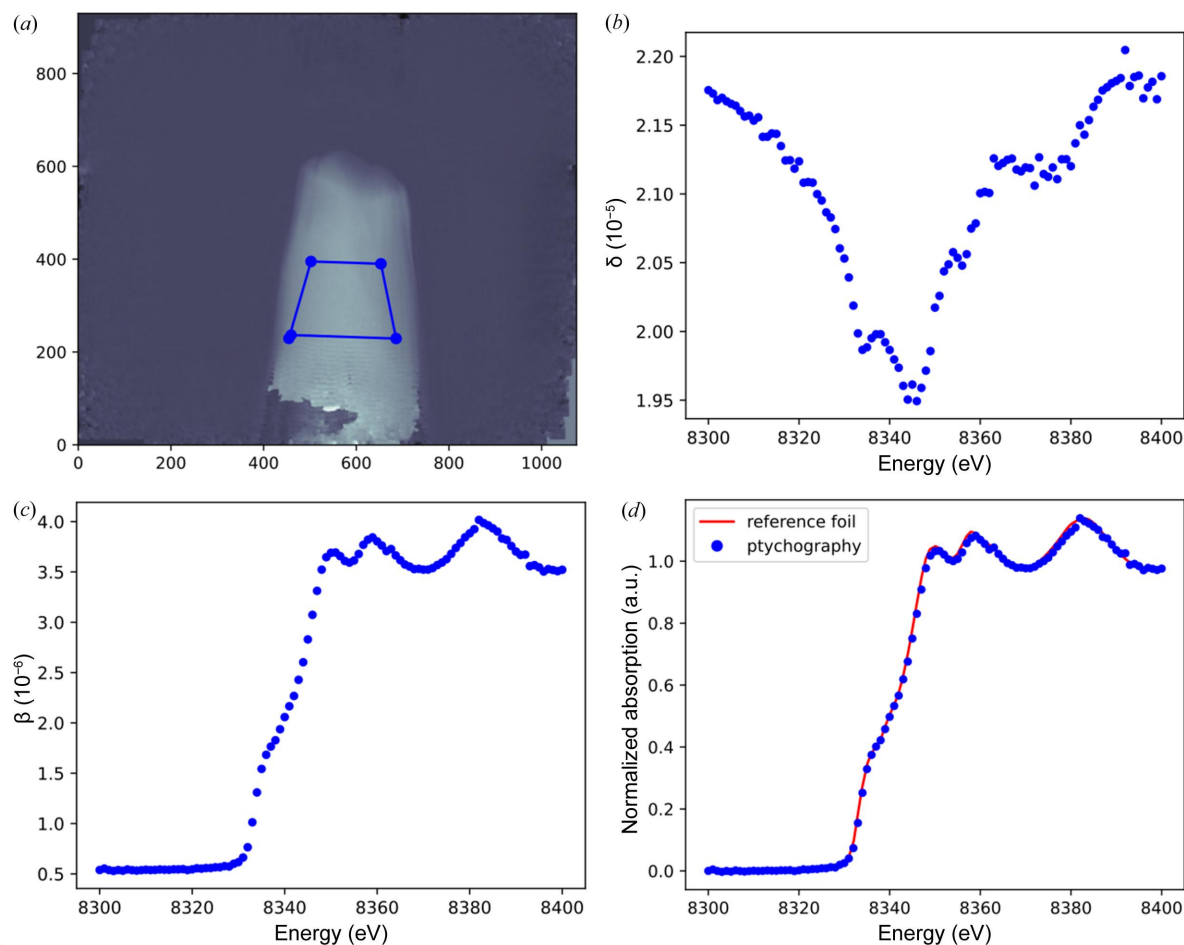 (a)
800
600
400
200
0
0 200 400 600 800 1000
(b)
δ (10⁻⁵)
2.20
2.15
2.10
2.05
2.00
1.95
8300 8320 8340 8360 8380 8400
Energy (eV)
(c)
β (10⁻⁶)
4.0
3.5
3.0
2.5
2.0
1.5
1.0
0.5
8300 8320 8340 8360 8380 8400
Energy (eV)
(d)
reference foil
ptychography
Normalized absorption (a.u.)
1.0
0.8
0.6
0.4
0.2
0.0
8300 8320 8340 8360 8380 8400
Energy (eV)